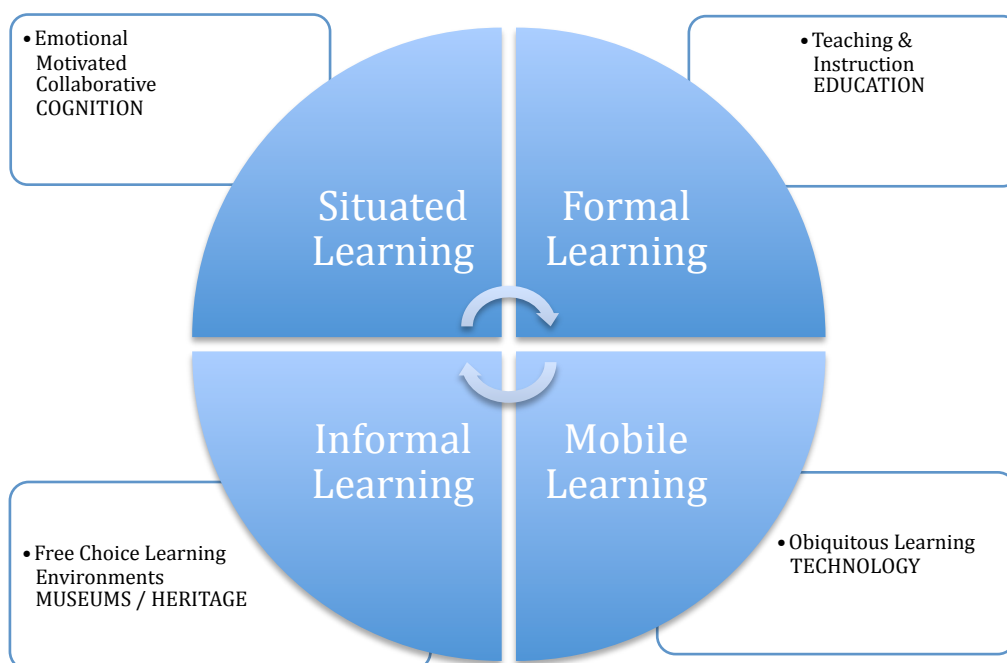 • Emotional
Motivated
Collaborative
COGNITION
• Teaching &
Instruction
EDUCATION
Situated
Learning
Formal
Learning
Informal
Learning
Mobile
Learning
• Free Choice Learning
Environments
MUSEUMS / HERITAGE
• Obiquitous Learning
TECHNOLOGY